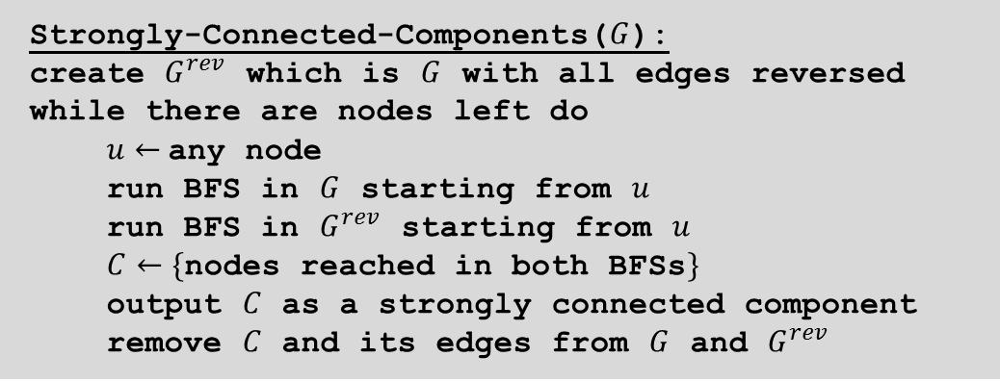 Strongly-Connected-Components(G):
create G^rev which is G with all edges reversed
while there are nodes left do
u ← any node
run BFS in G starting from u
run BFS in G^rev starting from u
C ← {nodes reached in both BFSs}
output C as a strongly connected component
remove C and its edges from G and G^rev